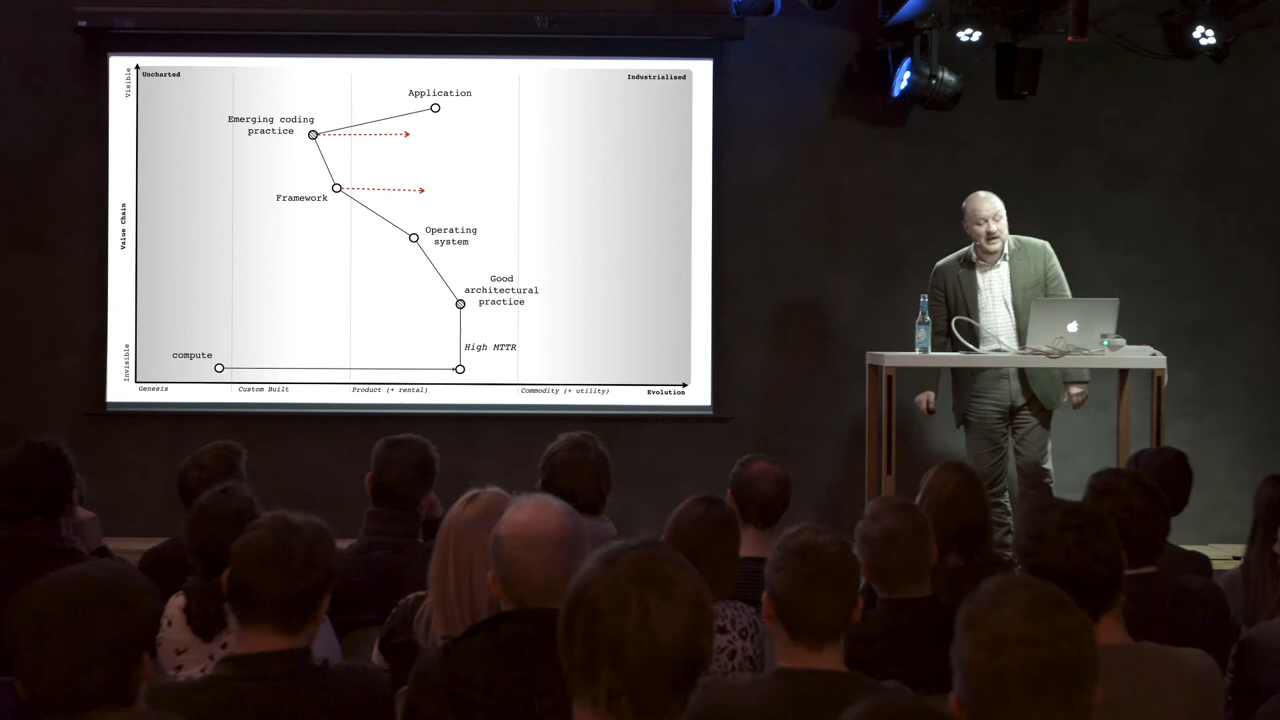 Visible
Uncharted
Industrialised
Application
Emerging coding
practice
Framework
Value Chain
Operating
system
Good
architectural
practice
High MTTR
compute
Invisible
Genesis
Custom Built
Product (+ rental)
Commodity (+ utility)
Evolution